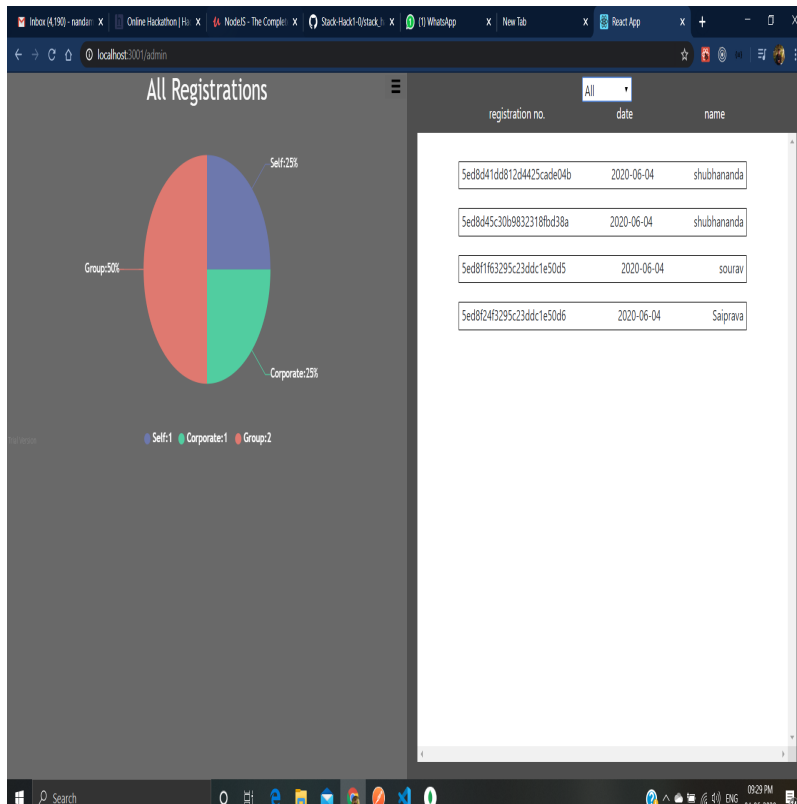 Inbox (4,190) - nandan
Online Hackathon | Ha
NodeJS - The Complet
Stack-Hack1-0/stack_h
(1) WhatsApp
New Tab
React App
localhost:3001/admin
All Registrations
All
registration no. date name
Self:25%
Group:50%
Corporate:25%
Self:1 Corporate:1 Group:2
Trial Version
5ed8d41dd812d4425cade04b 2020-06-04 shubhananda
5ed8d45c30b9832318fbd38a 2020-06-04 shubhananda
5ed8f1f63295c23ddc1e50d5 2020-06-04 sourav
5ed8f24f3295c23ddc1e50d6 2020-06-04 Saiprava
Search
ENG
09:29 PM